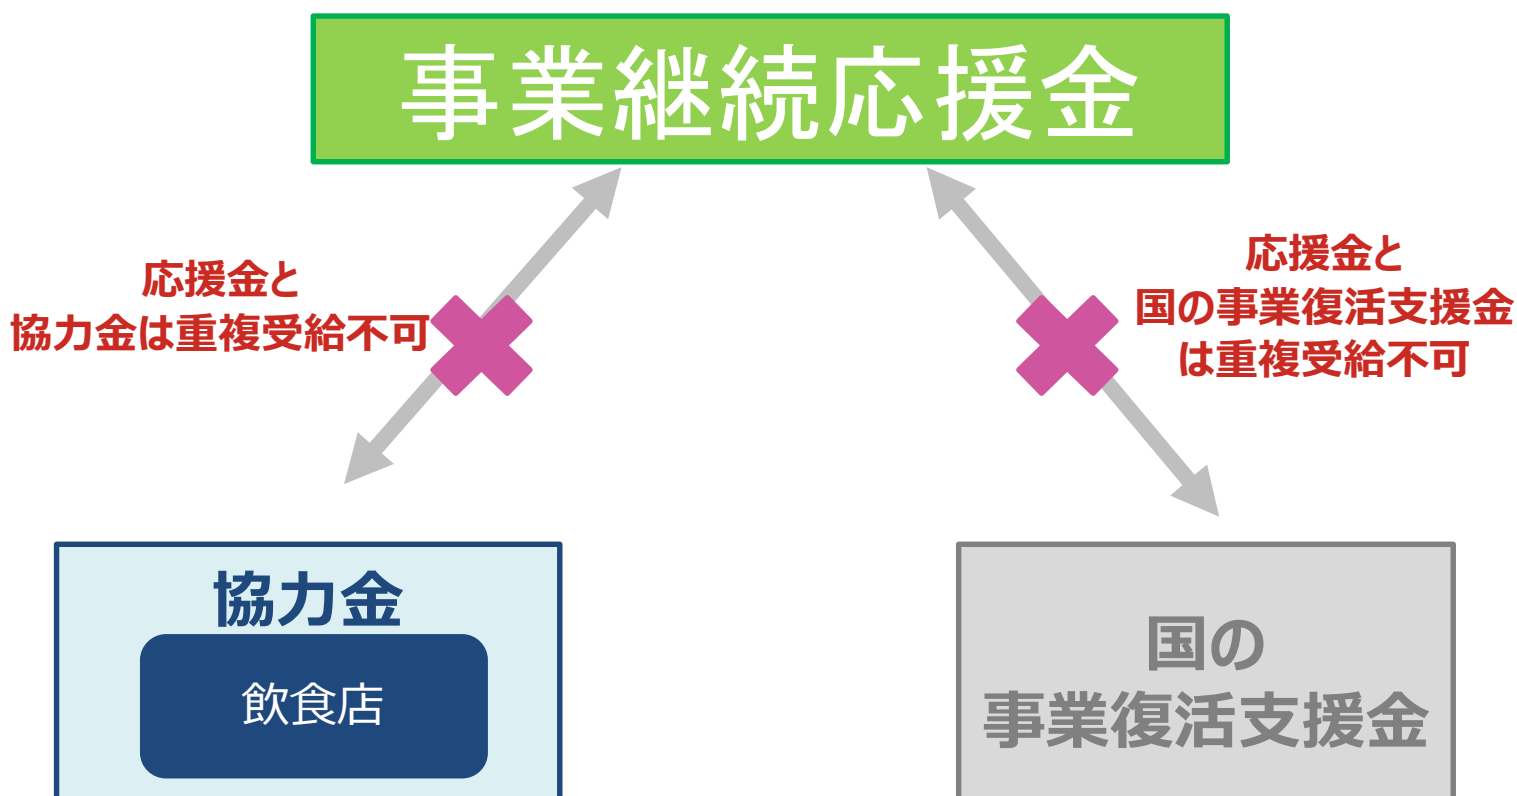 事業継続応援金
応援金と
協力金は重複受給不可
応援金と
国の事業復活支援金
は重複受給不可
協力金
飲食店
国の
事業復活支援金